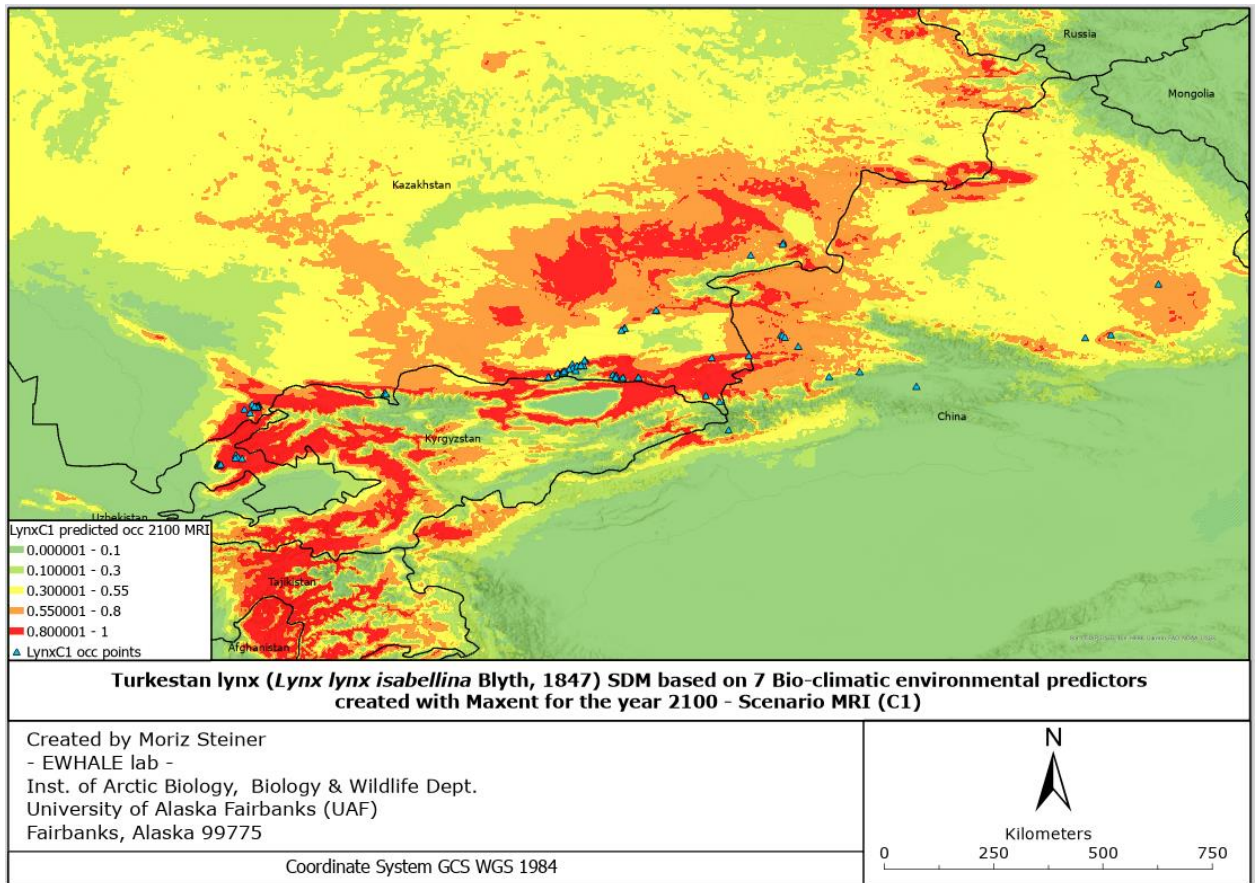 Russia
Mongolia
Kazakhstan
China
Kyrgyzstan
Uzbekistan
Tajikistan
Afghanistan
LynxC1 predicted occ 2100 MRI
0.000001 - 0.1
0.100001 - 0.3
0.300001 - 0.55
0.550001 - 0.8
0.800001 - 1
LynxC1 occ points
Turkestan lynx (Lynx lynx isabellina Blyth, 1847) SDM based on 7 Bio-climatic environmental predictors
created with Maxent for the year 2100 - Scenario MRI (C1)
Created by Moriz Steiner
- EWHALE lab -
Inst. of Arctic Biology, Biology & Wildlife Dept.
University of Alaska Fairbanks (UAF)
Fairbanks, Alaska 99775
Coordinate System GCS WGS 1984
N
Kilometers
0 250 500 750